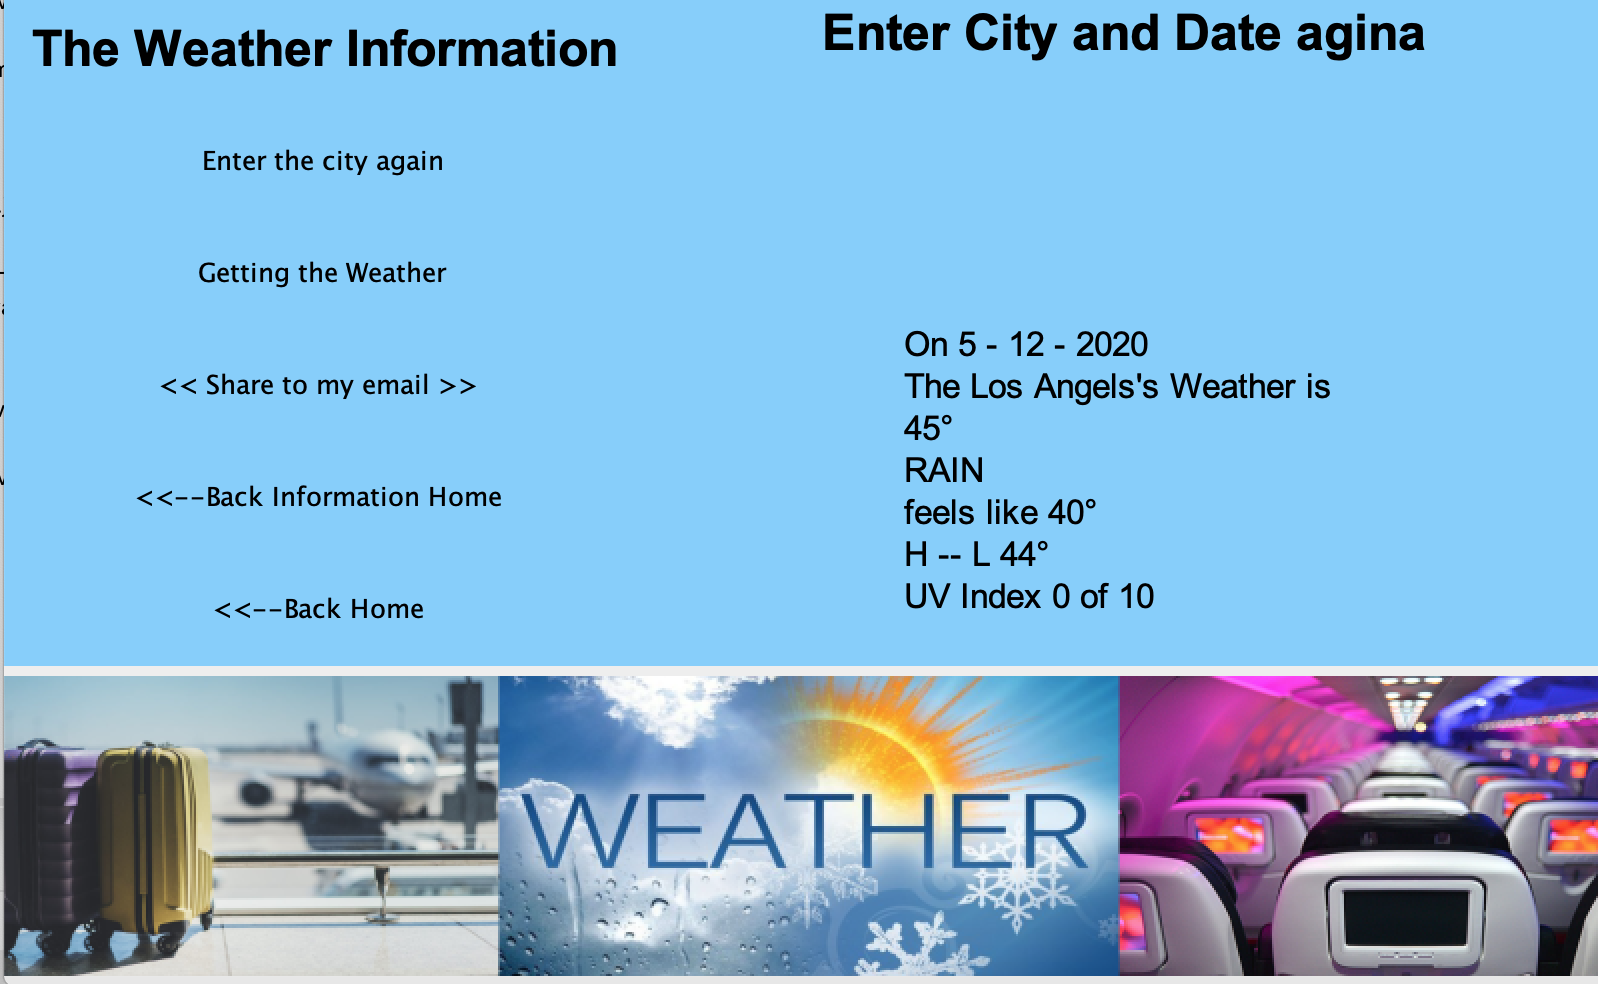 The Weather Information
Enter City and Date agina
Enter the city again
Getting the Weather
<< Share to my email >>
<<--Back Information Home
<<--Back Home
On 5 - 12 - 2020
The Los Angels's Weather is
45°
RAIN
feels like 40°
H -- L 44°
UV Index 0 of 10
WEATHER